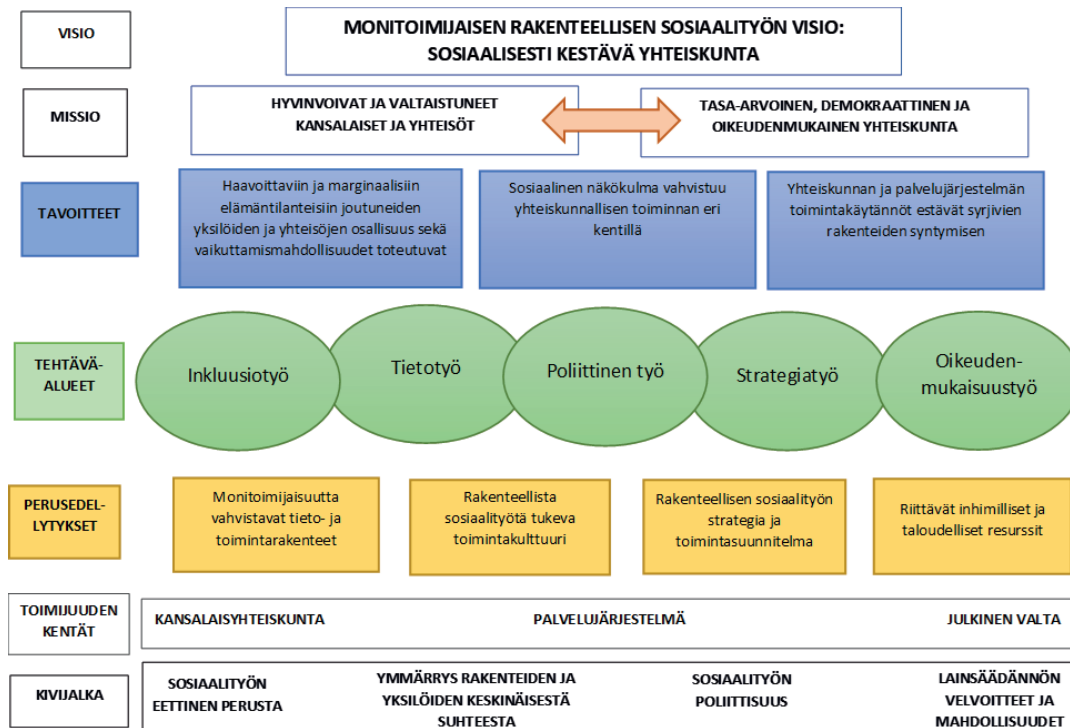 VISIO
MONITOIMIJAISEN RAKENTEELLISEN SOSIAALITYÖN VISIO:
SOSIAALISESTI KESTÄVÄ YHTEISKUNTA
MISSIO
HYVINVOIVAT JA VALTAISTUNEET
KANSALAISET JA YHTEISÖT
TASA-ARVOINEN, DEMOKRAATTINEN JA
OIKEUDENMUKAINEN YHTEISKUNTA
TAVOITTEET
Haavoittaviin ja marginaalisiin
elämäntilanteisiin joutuneiden
yksilöiden ja yhteisöjen osallisuus sekä
vaikuttamismahdollisuudet toteutuvat
Sosiaalinen näkökulma vahvistuu
yhteiskunnallisen toiminnan eri
kentillä
Yhteiskunnan ja palvelujärjestelmän
toimintakäytännöt estävät syrjivien
rakenteiden syntymisen
TEHTÄVÄ-
ALUEET
Inkluusiotyö
Tietotyö
Poliittinen työ
Strategiatyö
Oikeuden-
mukaisuustyö
PERUSEDEL-
LYTYKSET
Monitoimijaisuutta
vahvistavat tieto- ja
toimintarakenteet
Rakenteellista
sosiaalityötä tukeva
toimintakulttuuri
Rakenteellisen sosiaalityön
strategia ja
toimintasuunnitelma
Riittävät inhimilliset ja
taloudelliset resurssit
TOIMIJUUDEN
KENTÄT
KANSALAISYHTEISKUNTA
PALVELUJÄRJESTELMÄ
JULKINEN VALTA
KIVIJALKA
SOSIAALITYÖN
EETTINEN PERUSTA
YMMÄRRYS RAKENTEIDEN JA
YKSILÖIDEN KESKINÄISESTÄ
SUHTEESTA
SOSIAALITYÖN
POLIITTISUUS
LAINSÄÄDÄNNÖN
VELVOITTEET JA
MAHDOLLISUUDET